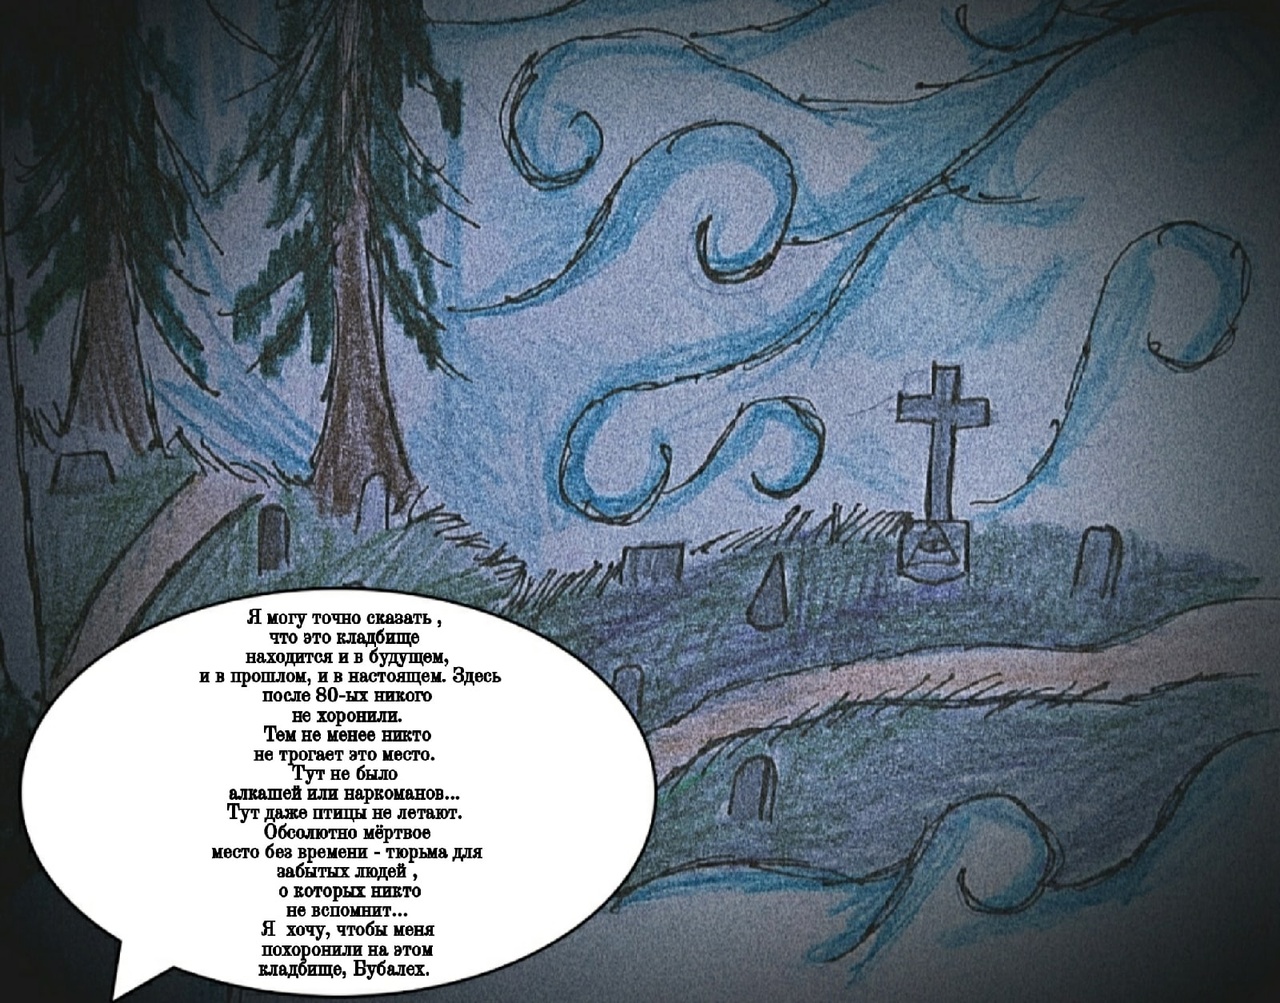 Я могу точно сказать ,
что это кладбище
находится и в будущем,
и в прошлом, и в настоящем. Здесь
после 80-ых никого
не хоронили.
Тем не менее никто
не трогает это место.
Тут не было
алкашей или наркоманов...
Тут даже птицы не летают.
Обсолютно мёртвое
место без времени - тюрьма для
забытых людей ,
о которых никто
не вспомнит...
Я хочу, чтобы меня
похоронили на этом
кладбище, Бубалех.